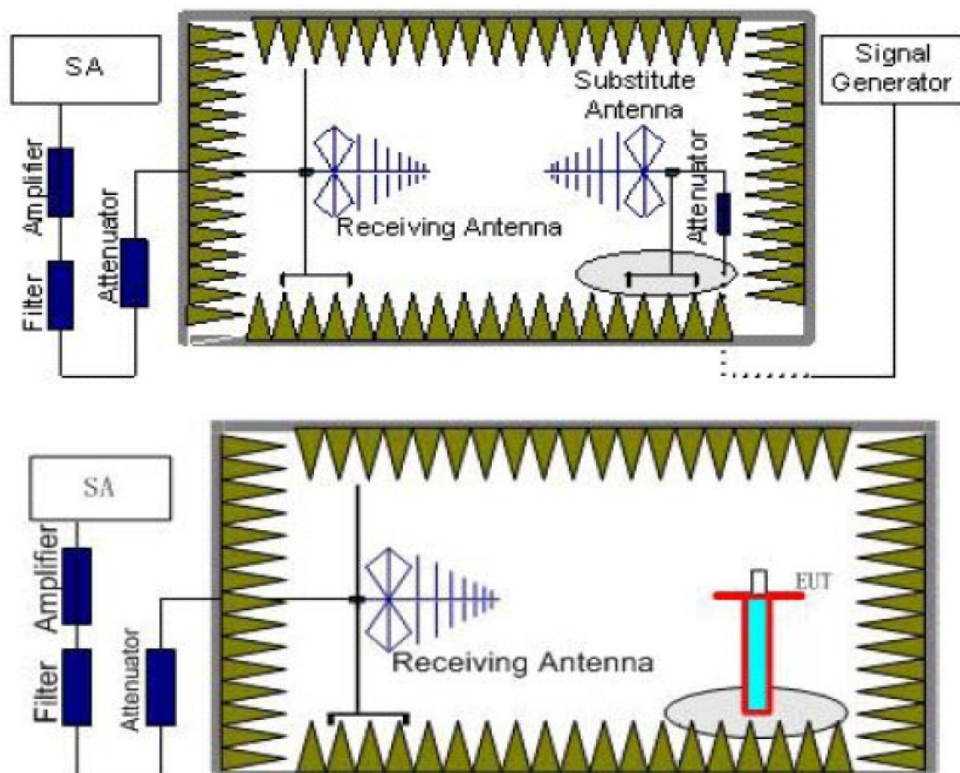 SA
Signal
Generator
Substitute
Antenna
Amplifier
Attenuator
Receiving Antenna
Attenuator
Filter
SA
Amplifier
EUT
Receiving Antenna
Filter
Attenuator